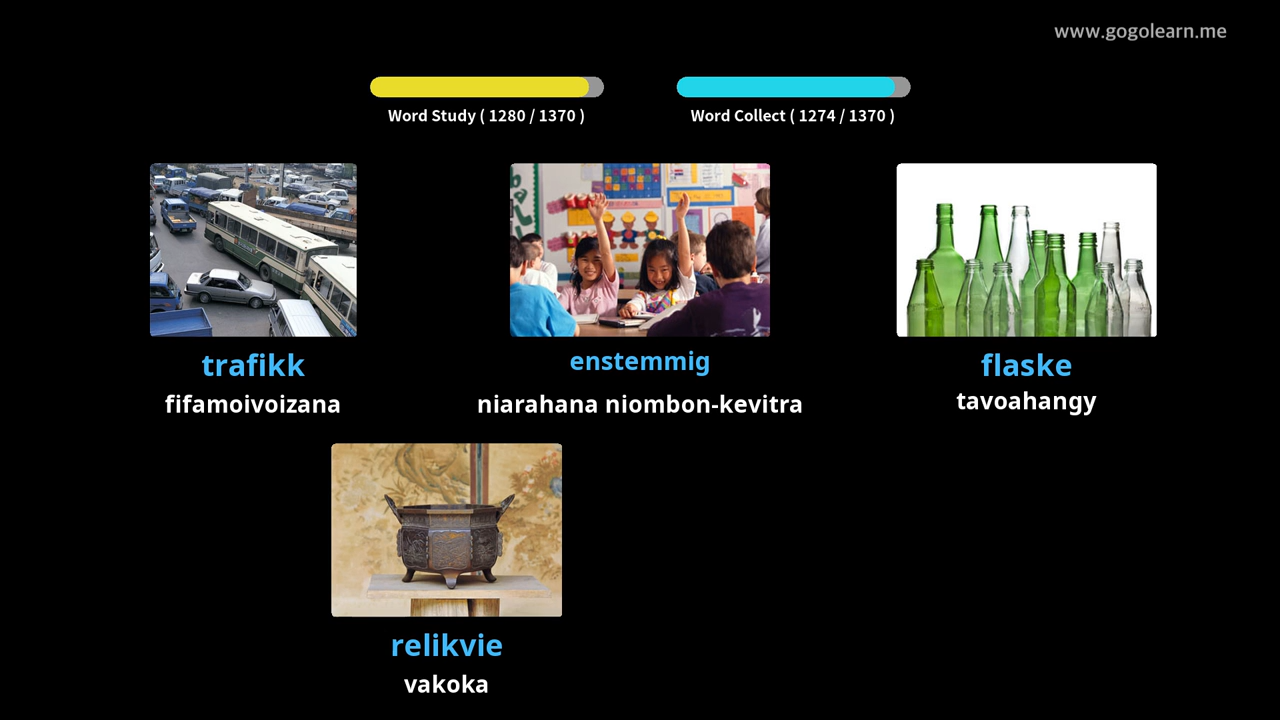 www.gogolearn.me
Word Study ( 1280 / 1370 )
Word Collect ( 1274 / 1370 )
trafikk
fifamoivoizana
enstemmig
niarahana niombon-kevitra
flaske
tavoahangy
relikvie
vakoka